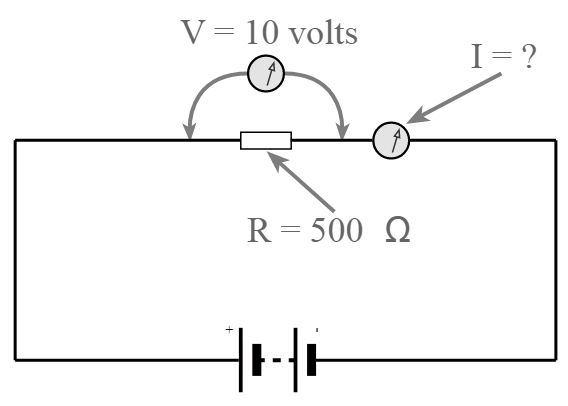 V = 10 volts
I = ?
R = 500 Ω
+